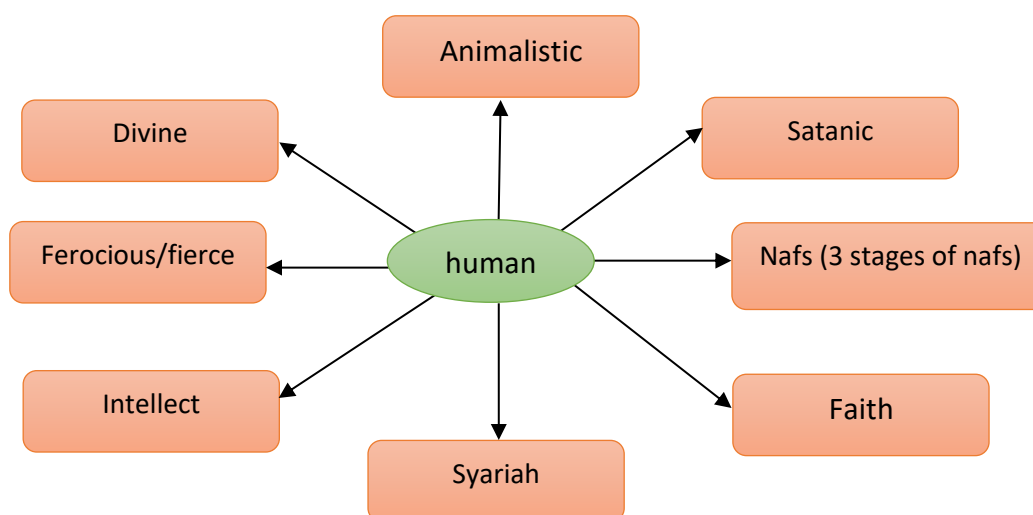 Animalistic
Divine
Satanic
Ferocious/fierce
human
Nafs (3 stages of nafs)
Intellect
Faith
Syariah